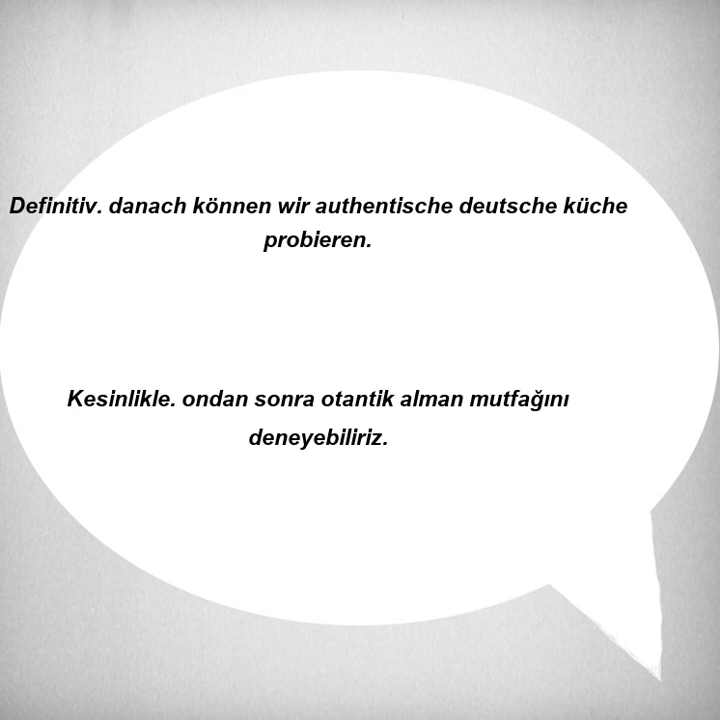 Definitiv. danach können wir authentische deutsche küche
probieren.
Kesinlikle. ondan sonra otantik alman mutfağını
deneyebiliriz.